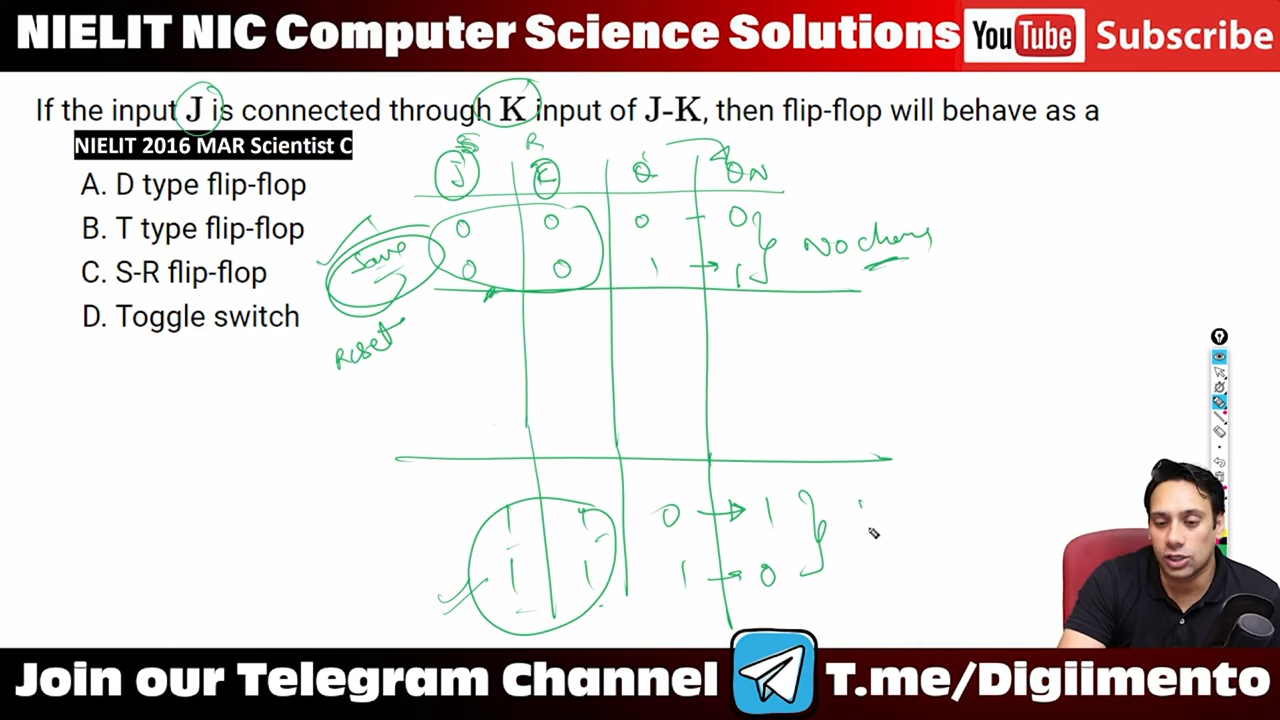 NIELIT NIC Computer Science Solutions YouTube Subscribe
If the input J is connected through K input of J-K, then flip-flop will behave as a
NIELIT 2016 MAR Scientist C
A. D type flip-flop
B. T type flip-flop
C. S-R flip-flop
D. Toggle switch
S R
J K Q QN
0 0 0 0
0 0 1 1
No
Save
Reset
1 1 0 1
1 1 1 0
Join our Telegram Channel T.me/Digiimento